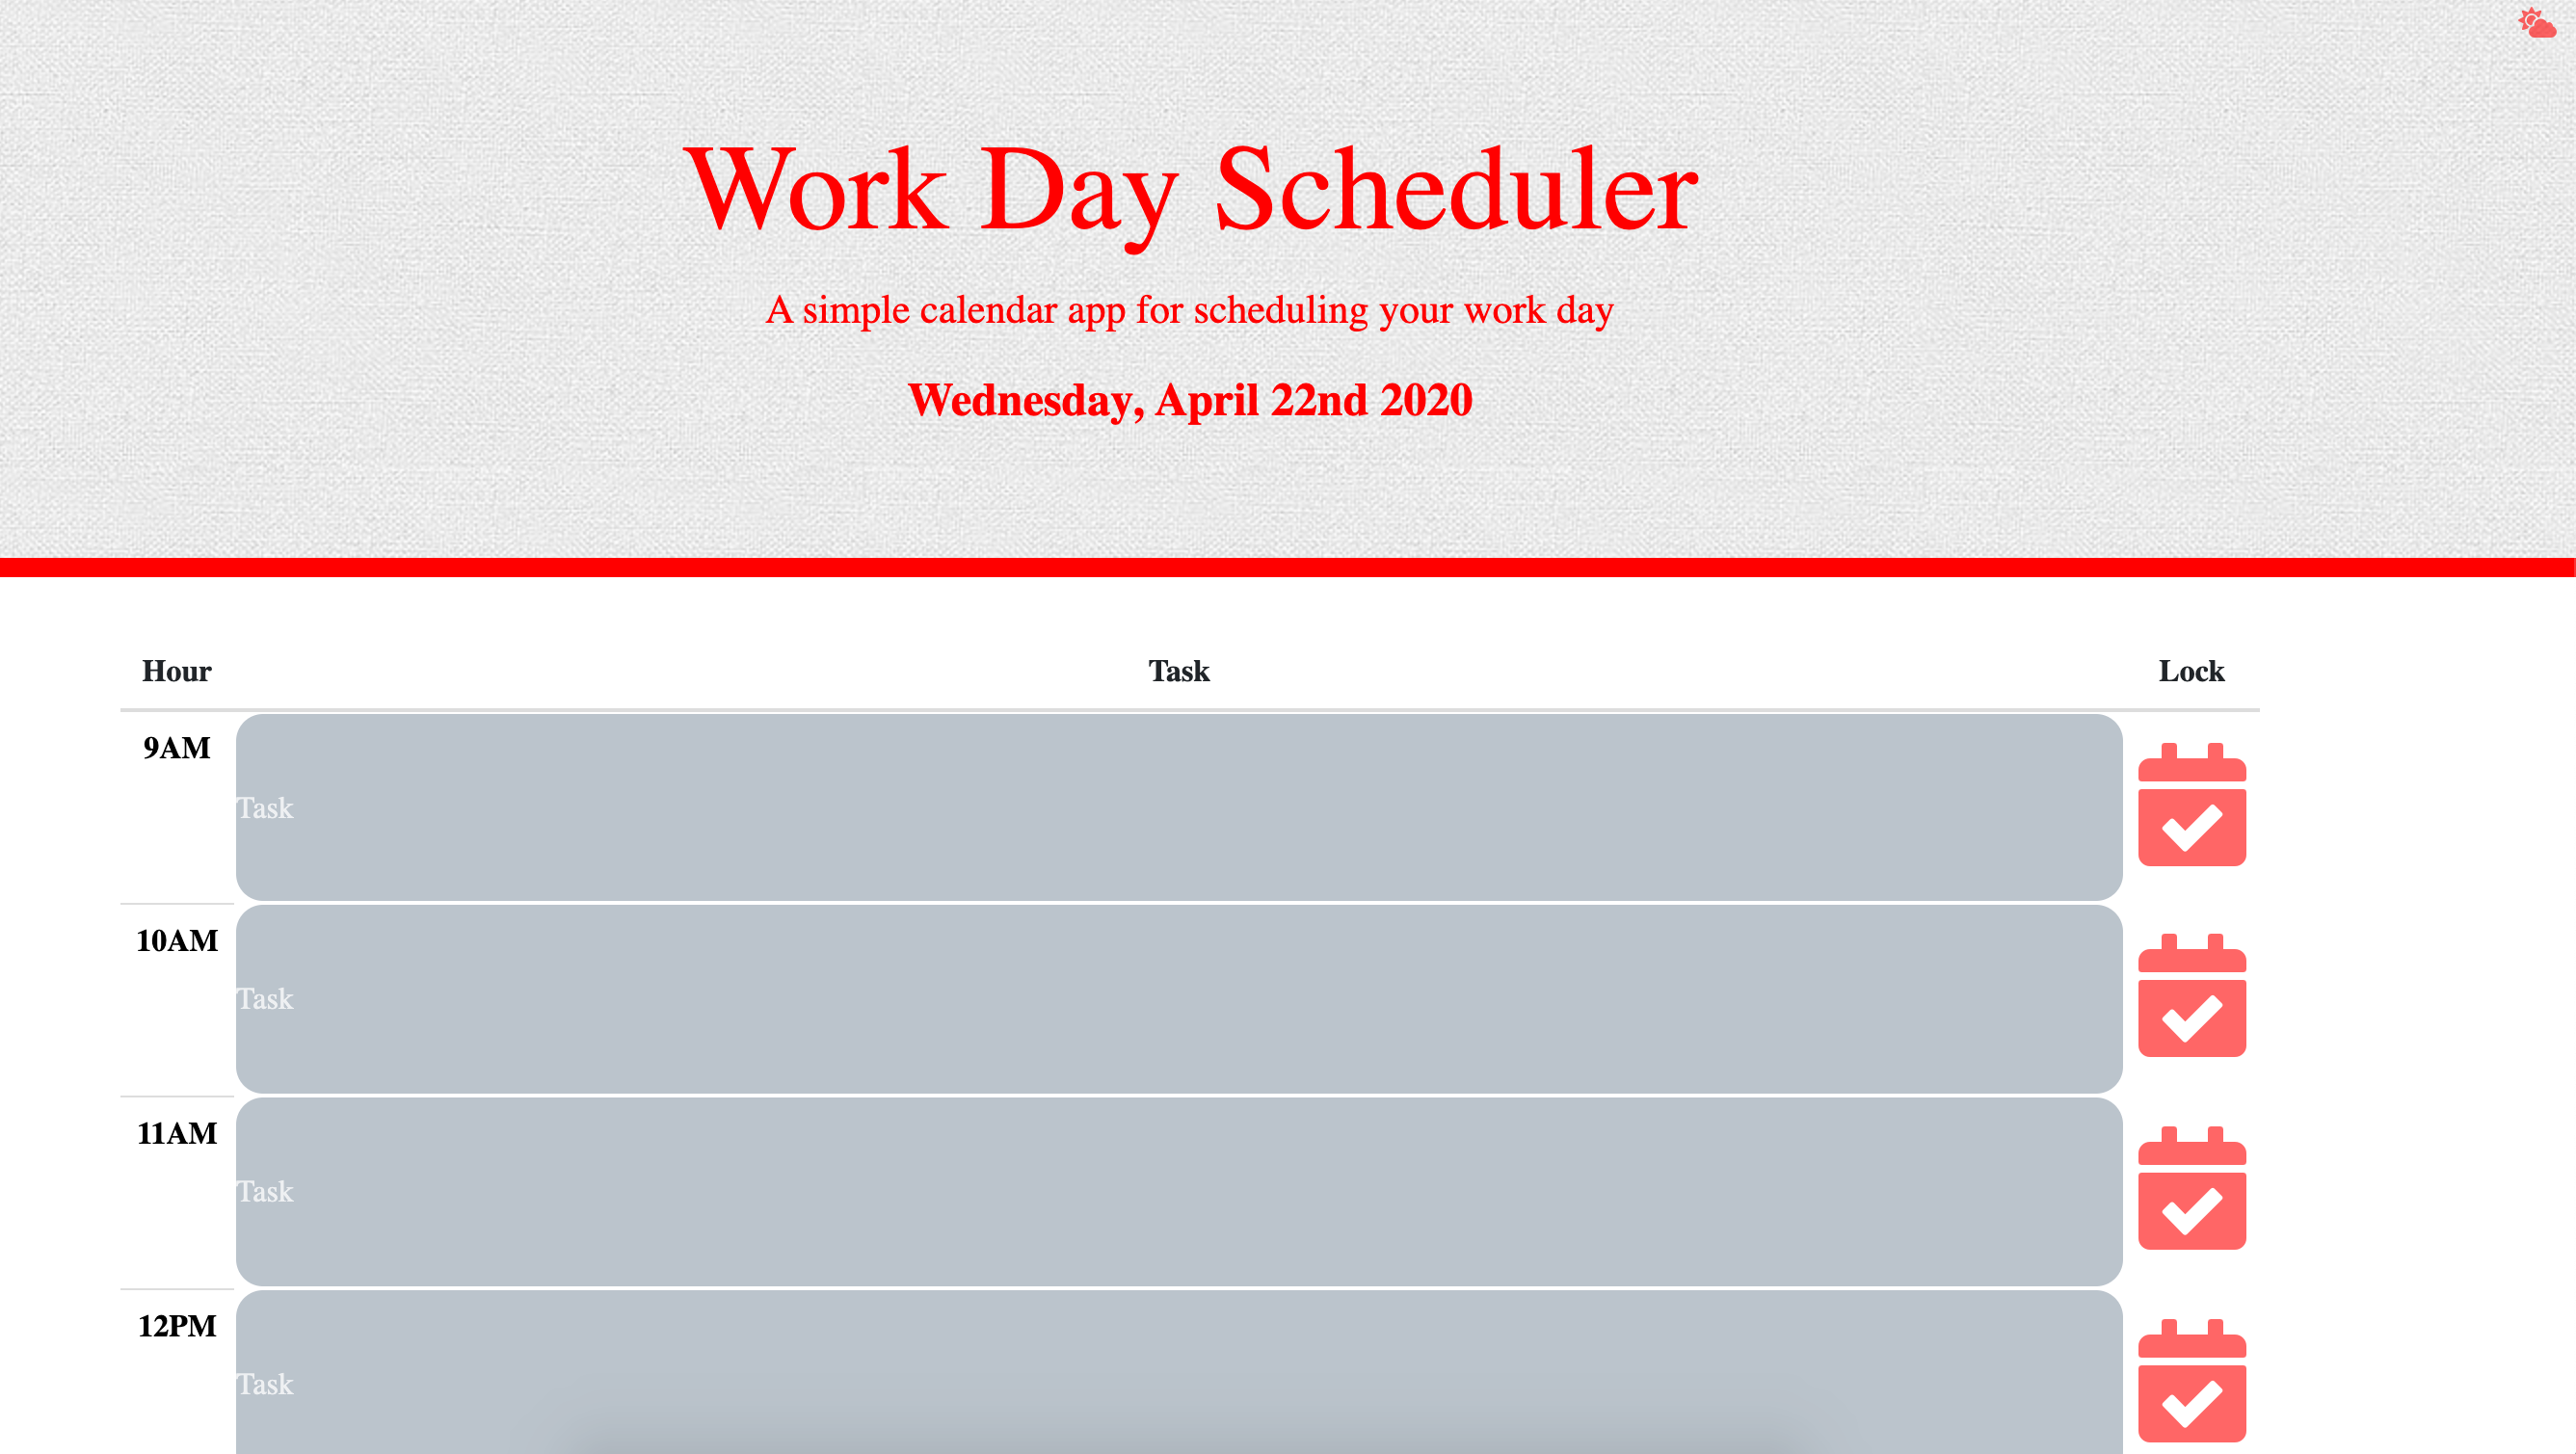 Work Day Scheduler
A simple calendar app for scheduling your work day
Wednesday, April 22nd 2020
Hour Task Lock
9AM
Task
10AM
Task
11AM
Task
12PM
Task